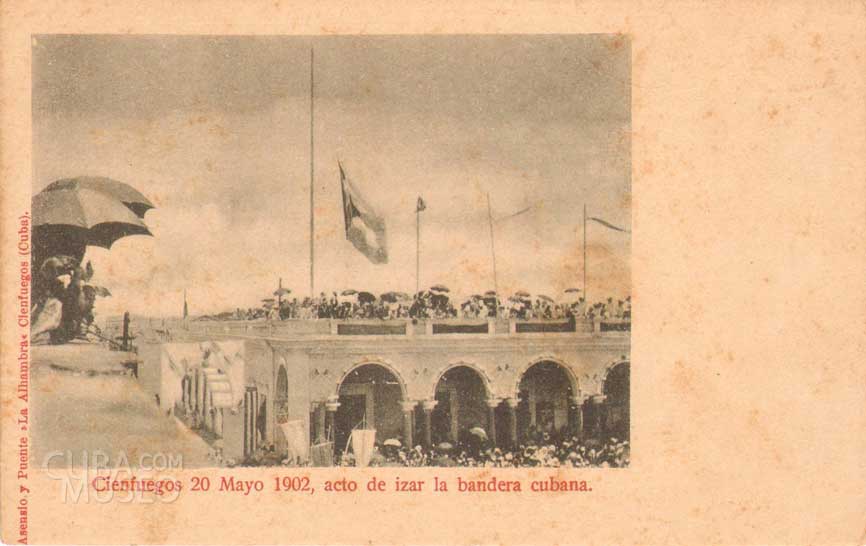 Cienfuegos 20 Mayo 1902, acto de izar la bandera cubana.
Asensio y Puente »La Alhambra« Cienfuegos (Cuba).
CUBA.COM
MUSEO